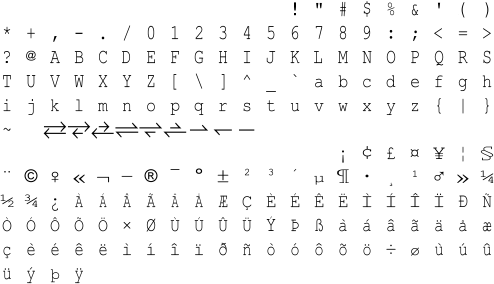 ! " # $ % & ' ( )
* + , - . / 0 1 2 3 4 5 6 7 8 9 : ; < = >
? @ A B C D E F G H I J K L M N O P Q R S
T U V W X Y Z [ \ ] ^ _ ` a b c d e f g h
i j k l m n o p q r s t u v w x y z { | }
~ ⇄ ⇄ ⇄ ⇌ ⇌ ⇌ ⇀ ↽ —
¡ ¢ £ ¤ ¥ ¦ §
¨ © ♀ « ¬ – ® ¯ ° ± ² ³ ´ µ ¶ · ¸ ¹ ♂ » ¼
½ ¾ ¿ À Á Â Ã Ä Å Æ Ç È É Ê Ë Ì Í Î Ï Ð Ñ
Ò Ó Ô Õ Ö × Ø Ù Ú Û Ü Ý Þ ß à á â ã ä å æ
ç è é ê ë ì í î ï ð ñ ò ó ô õ ö ÷ ø ù ú û
ü ý þ ÿ